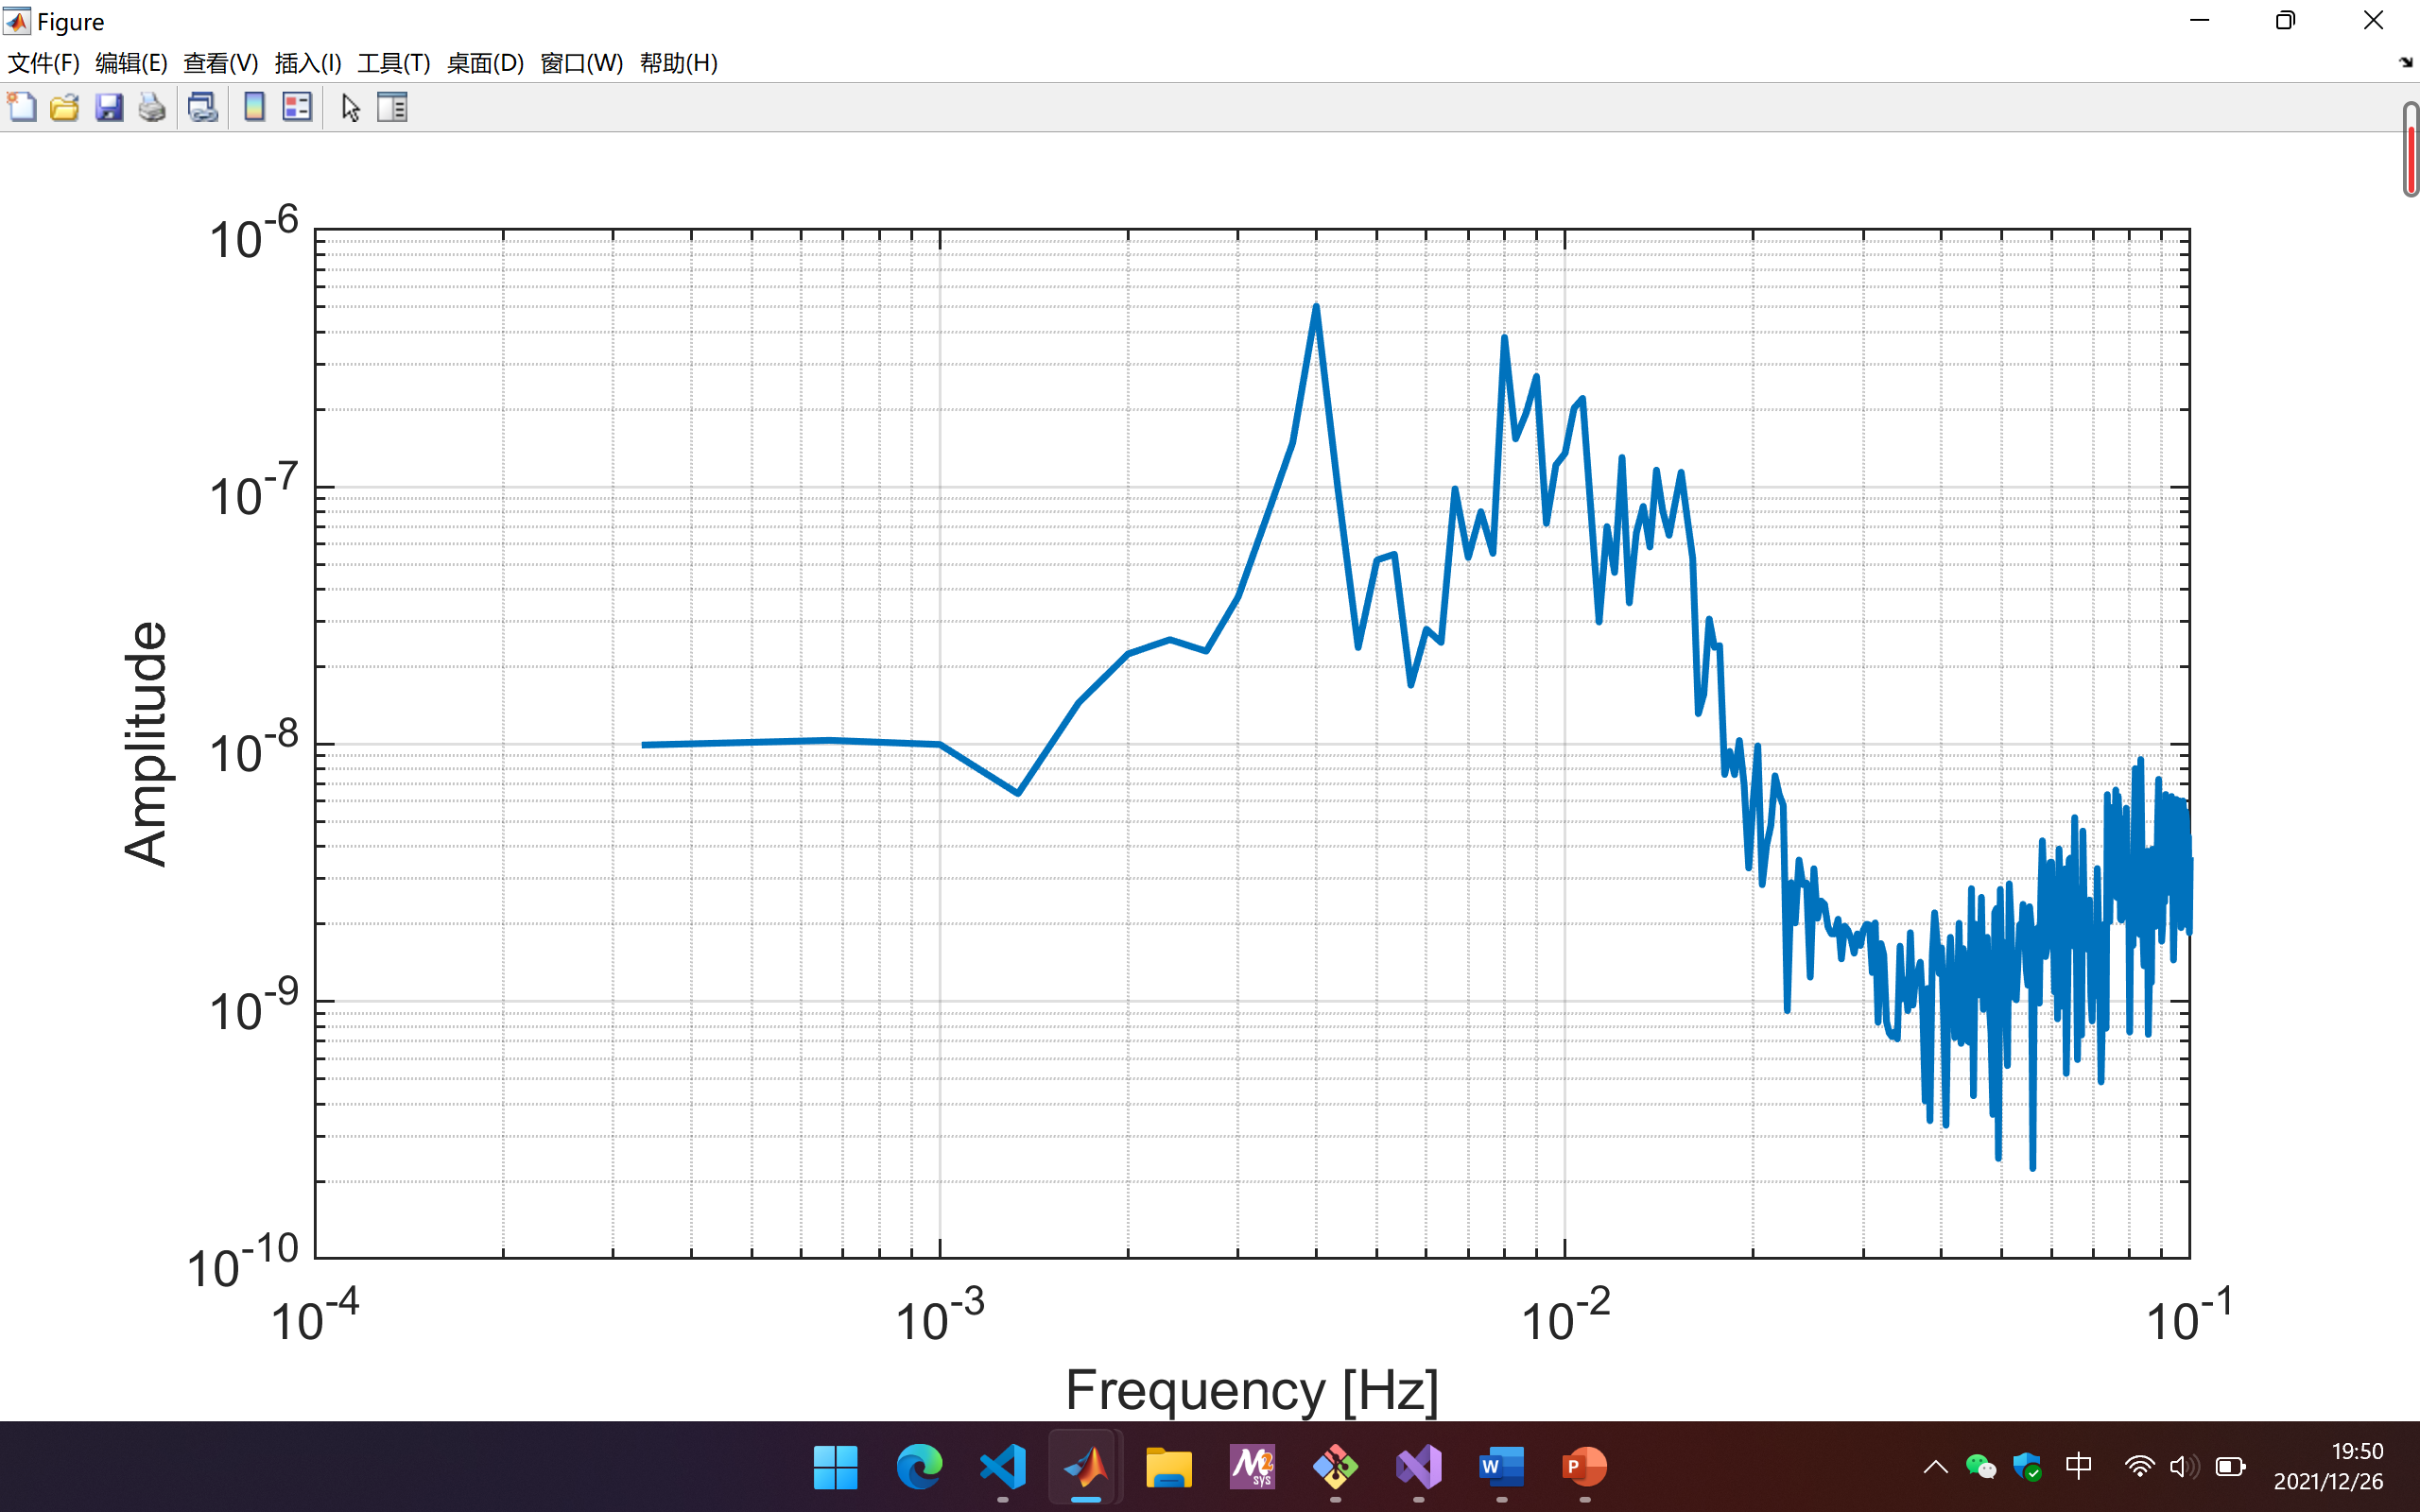 Figure
文件(F) 编辑(E) 查看(V) 插入(I) 工具(T) 桌面(D) 窗口(W) 帮助(H)
10^-6
10^-7
10^-8
10^-9
10^-10
Amplitude
10^-4 10^-3 10^-2 10^-1
Frequency [Hz]
M2 sys
W
P
中
19:50
2021/12/26